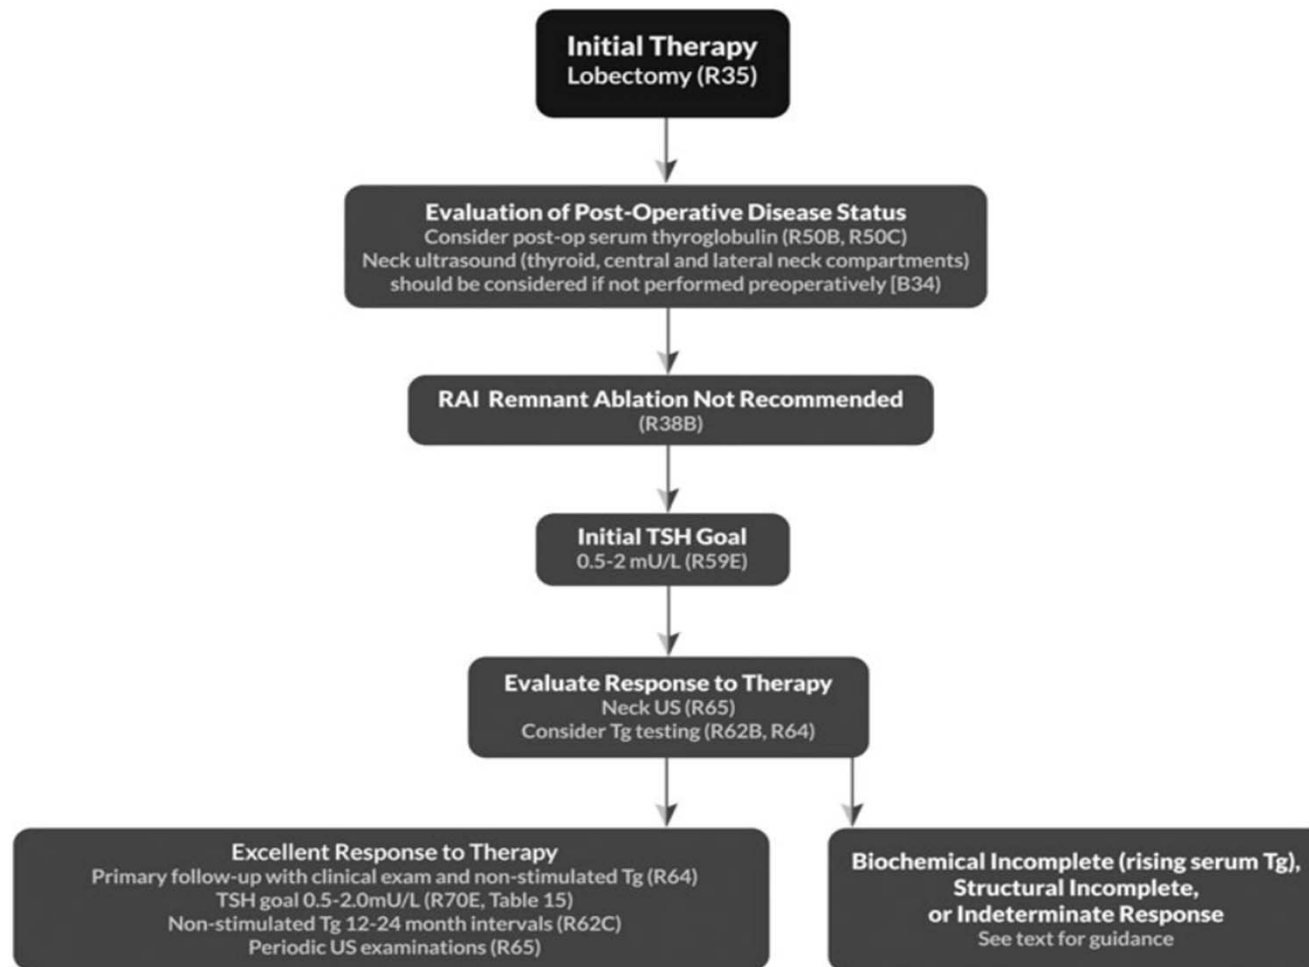 Initial Therapy
Lobectomy (R35)
Evaluation of Post-Operative Disease Status
Consider post-op serum thyroglobulin (R50B, R50C)
Neck ultrasound (thyroid, central and lateral neck compartments)
should be considered if not performed preoperatively [B34)
RAI Remnant Ablation Not Recommended
(R38B)
Initial TSH Goal
0.5-2 mU/L (R59E)
Evaluate Response to Therapy
Neck US (R65)
Consider Tg testing (R62B, R64)
Excellent Response to Therapy
Primary follow-up with clinical exam and non-stimulated Tg (R64)
TSH goal 0.5-2.0mU/L (R70E, Table 15)
Non-stimulated Tg 12-24 month intervals (R62C)
Periodic US examinations (R65)
Biochemical Incomplete (rising serum Tg),
Structural Incomplete,
or Indeterminate Response
See text for guidance